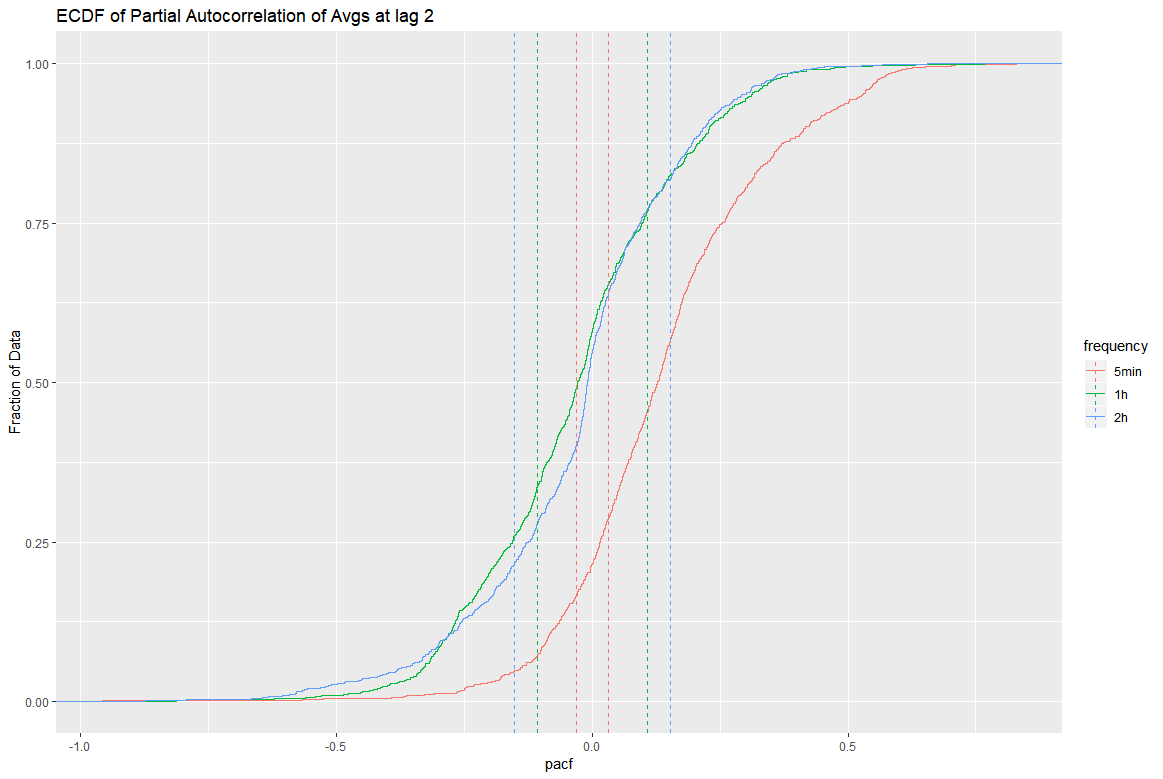 ECDF of Partial Autocorrelation of Avgs at lag 2
1.00
0.75
0.50
0.25
0.00
Fraction of Data
-1.0 -0.5 0.0 0.5
pacf
frequency
5min
1h
2h